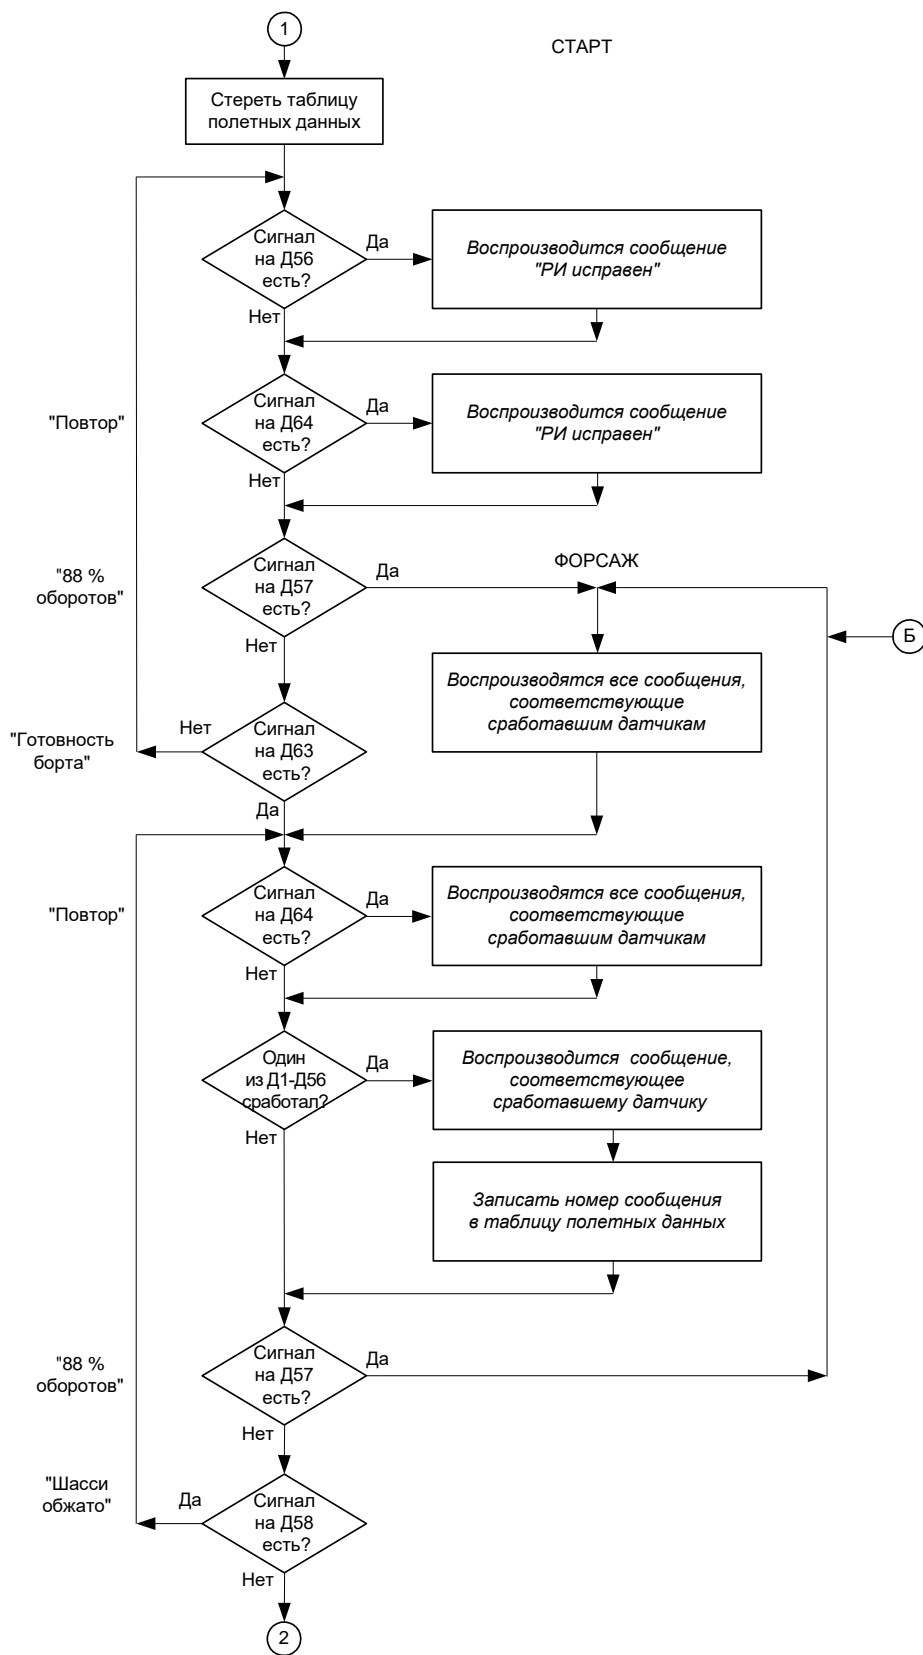 1
СТАРТ
Стереть таблицу
полетных данных
Сигнал
на Д56
есть?
Да
Воспроизводится сообщение
"РИ исправен"
Нет
"Повтор"
Сигнал
на Д64
есть?
Да
Воспроизводится сообщение
"РИ исправен"
Нет
"88 %
оборотов"
Сигнал
на Д57
есть?
Да
ФОРСАЖ
Б
Нет
Воспроизводятся все сообщения,
соответствующие
сработавшим датчикам
"Готовность
борта"
Нет
Сигнал
на Д63
есть?
Да
"Повтор"
Сигнал
на Д64
есть?
Да
Воспроизводятся все сообщения,
соответствующие
сработавшим датчикам
Нет
Один
из Д1-Д56
сработал?
Да
Воспроизводится сообщение,
соответствующее
сработавшему датчику
Нет
Записать номер сообщения
в таблицу полетных данных
"88 %
оборотов"
Сигнал
на Д57
есть?
Да
Нет
"Шасси
обжато"
Да
Сигнал
на Д58
есть?
Нет
2